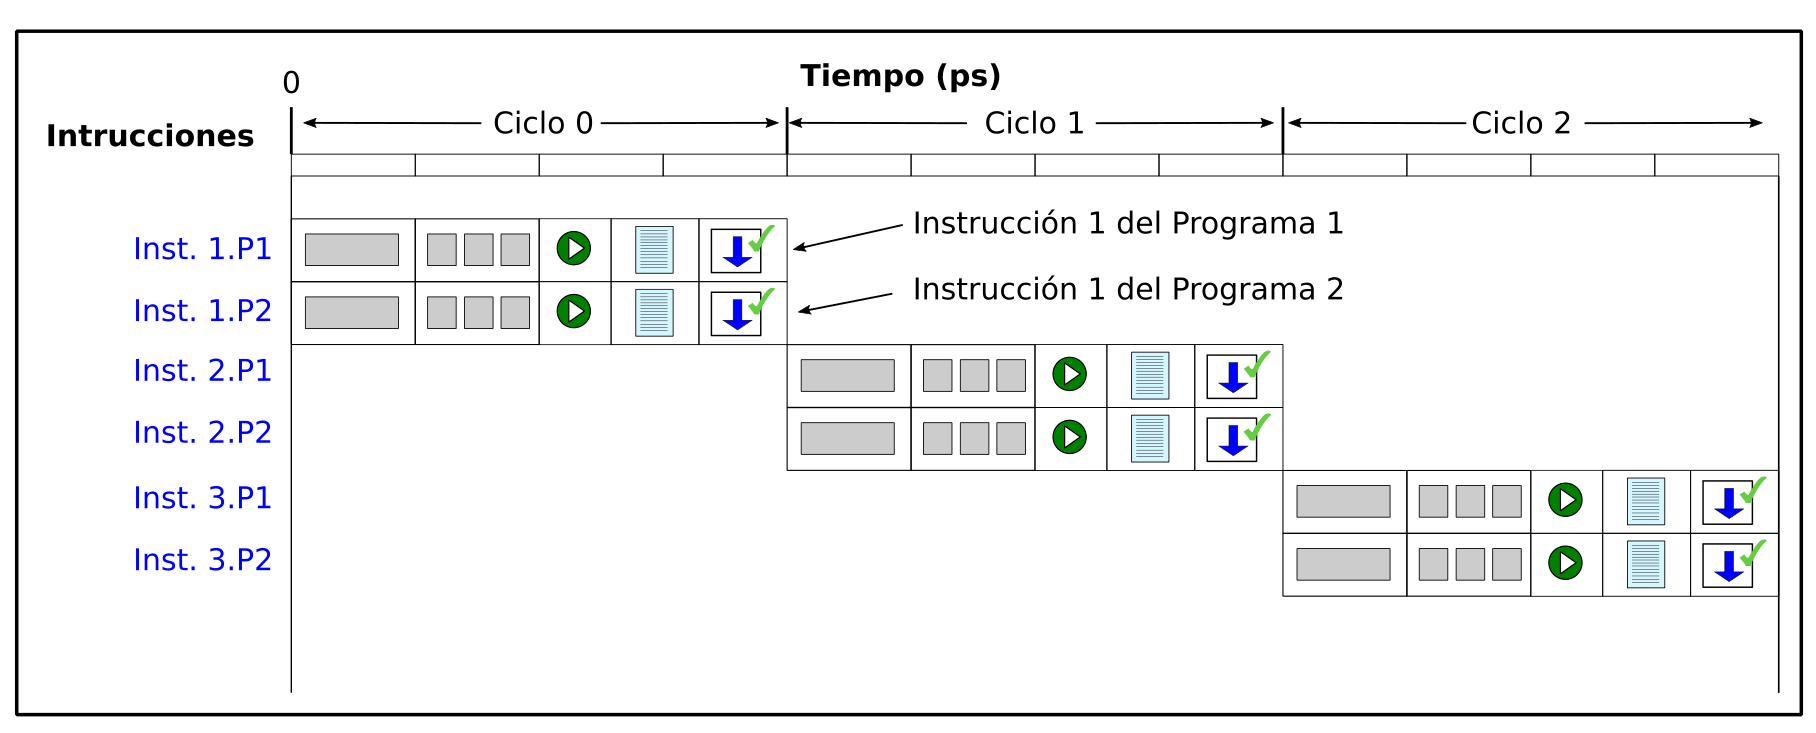 Tiempo (ps)
0
Ciclo 0
Ciclo 1
Ciclo 2
Intrucciones
Instrucción 1 del Programa 1
Inst. 1.P1
Instrucción 1 del Programa 2
Inst. 1.P2
Inst. 2.P1
Inst. 2.P2
Inst. 3.P1
Inst. 3.P2